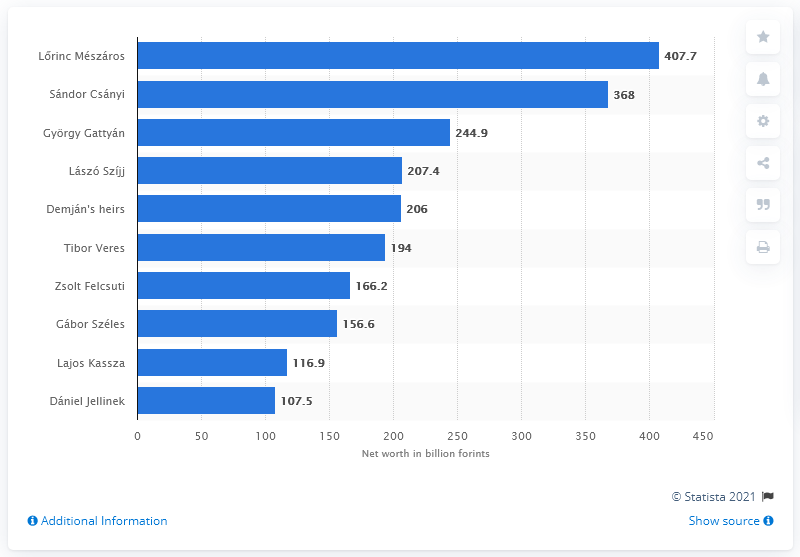 Lőrinc Mészáros 407.7
Sándor Csányi 368
György Gattyán 244.9
Lászó Szíjj 207.4
Demján's heirs 206
Tibor Veres 194
Zsolt Felcsuti 166.2
Gábor Széles 156.6
Lajos Kassza 116.9
Dániel Jellinek 107.5
0 50 100 150 200 250 300 350 400 450
Net worth in billion forints
© Statista 2021
Additional Information Show source